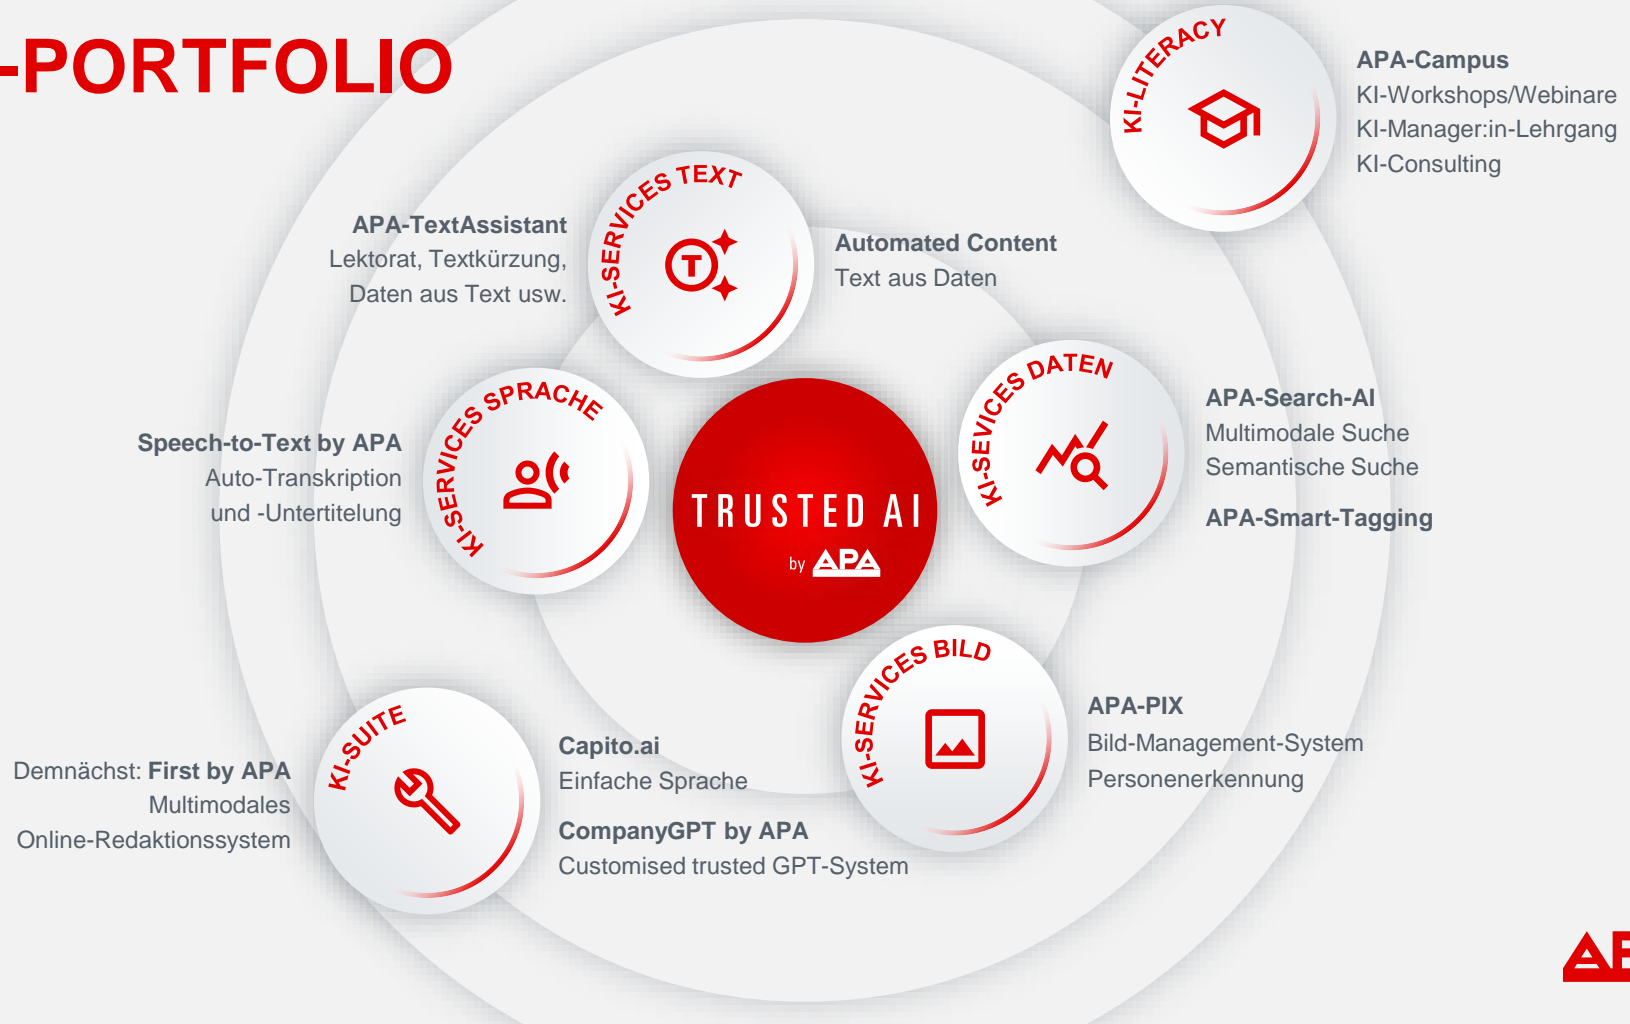 -PORTFOLIO
KI-LITERACY
APA-Campus
KI-Workshops/Webinare
KI-Manager:in-Lehrgang
KI-Consulting
KI-SERVICES TEXT
APA-TextAssistant
Lektorat, Textkürzung,
Daten aus Text usw.
Automated Content
Text aus Daten
KI-SERVICES SPRACHE
Speech-to-Text by APA
Auto-Transkription
und -Untertitelung
TRUSTED AI
by APA
KI-SEVICES DATEN
APA-Search-AI
Multimodale Suche
Semantische Suche
APA-Smart-Tagging
KI-SERVICES BILD
APA-PIX
Bild-Management-System
Personenerkennung
KI-SUITE
Demnächst: First by APA
Multimodales
Online-Redaktionssystem
Capito.ai
Einfache Sprache
CompanyGPT by APA
Customised trusted GPT-System